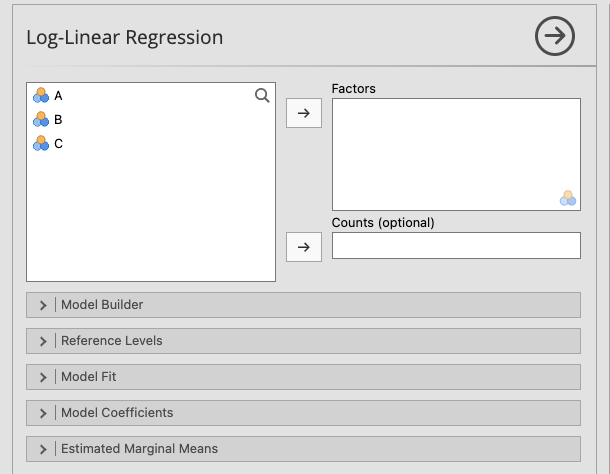 Log-Linear Regression
A
B
C
Factors
Counts (optional)
Model Builder
Reference Levels
Model Fit
Model Coefficients
Estimated Marginal Means